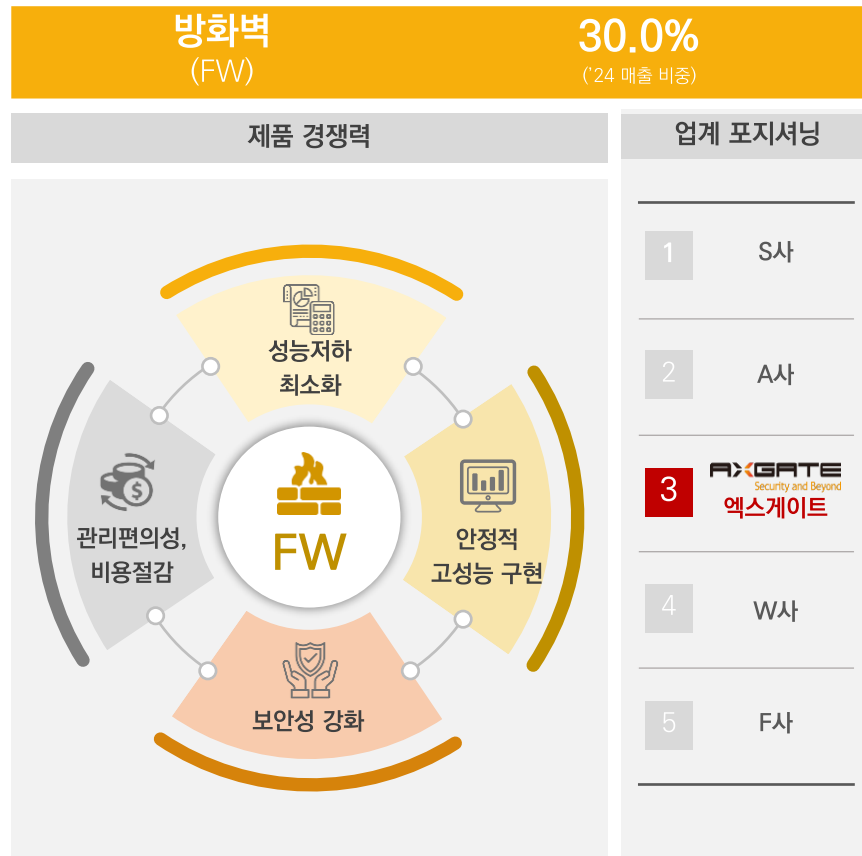 방화벽
(FW)
30.0%
('24 매출 비중)
제품 경쟁력
성능저하
최소화
관리편의성,
비용절감
FW
안정적
고성능 구현
보안성 강화
업계 포지셔닝
1 S사
2 A사
3 AXGATE
Security and Beyond
엑스게이트
4 W사
5 F사